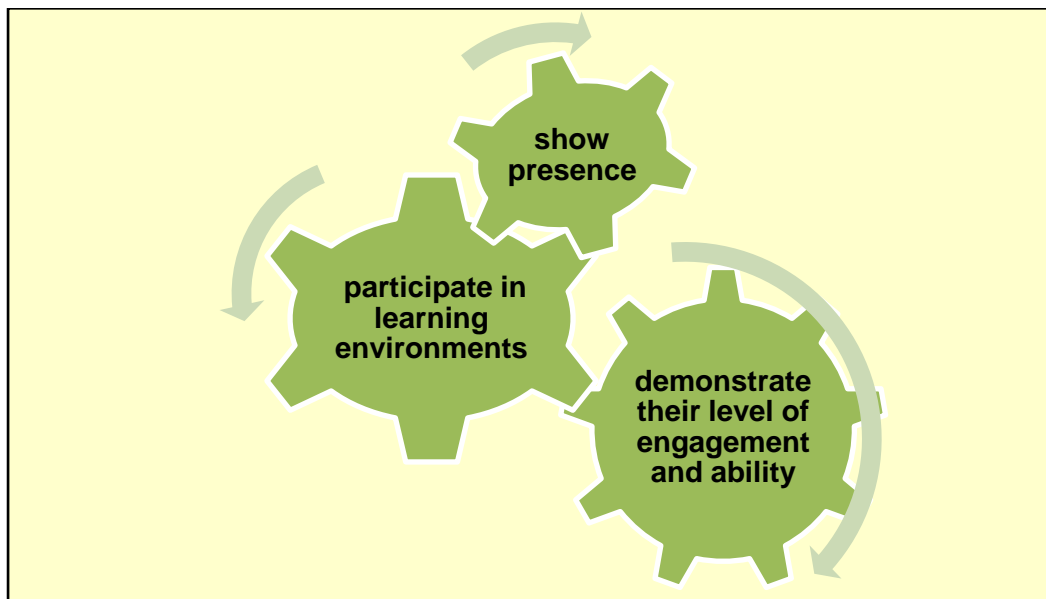 show
presence
participate in
learning
environments
demonstrate
their level of
engagement
and ability